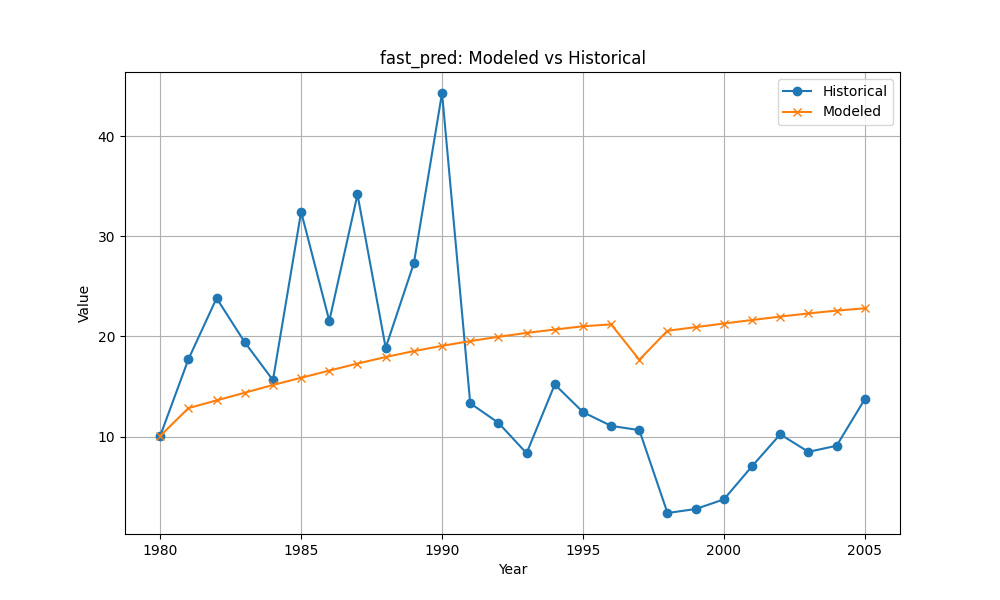 fast_pred: Modeled vs Historical
Historical
Modeled
Value
40
30
20
10
1980
1985
1990
1995
2000
2005
Year